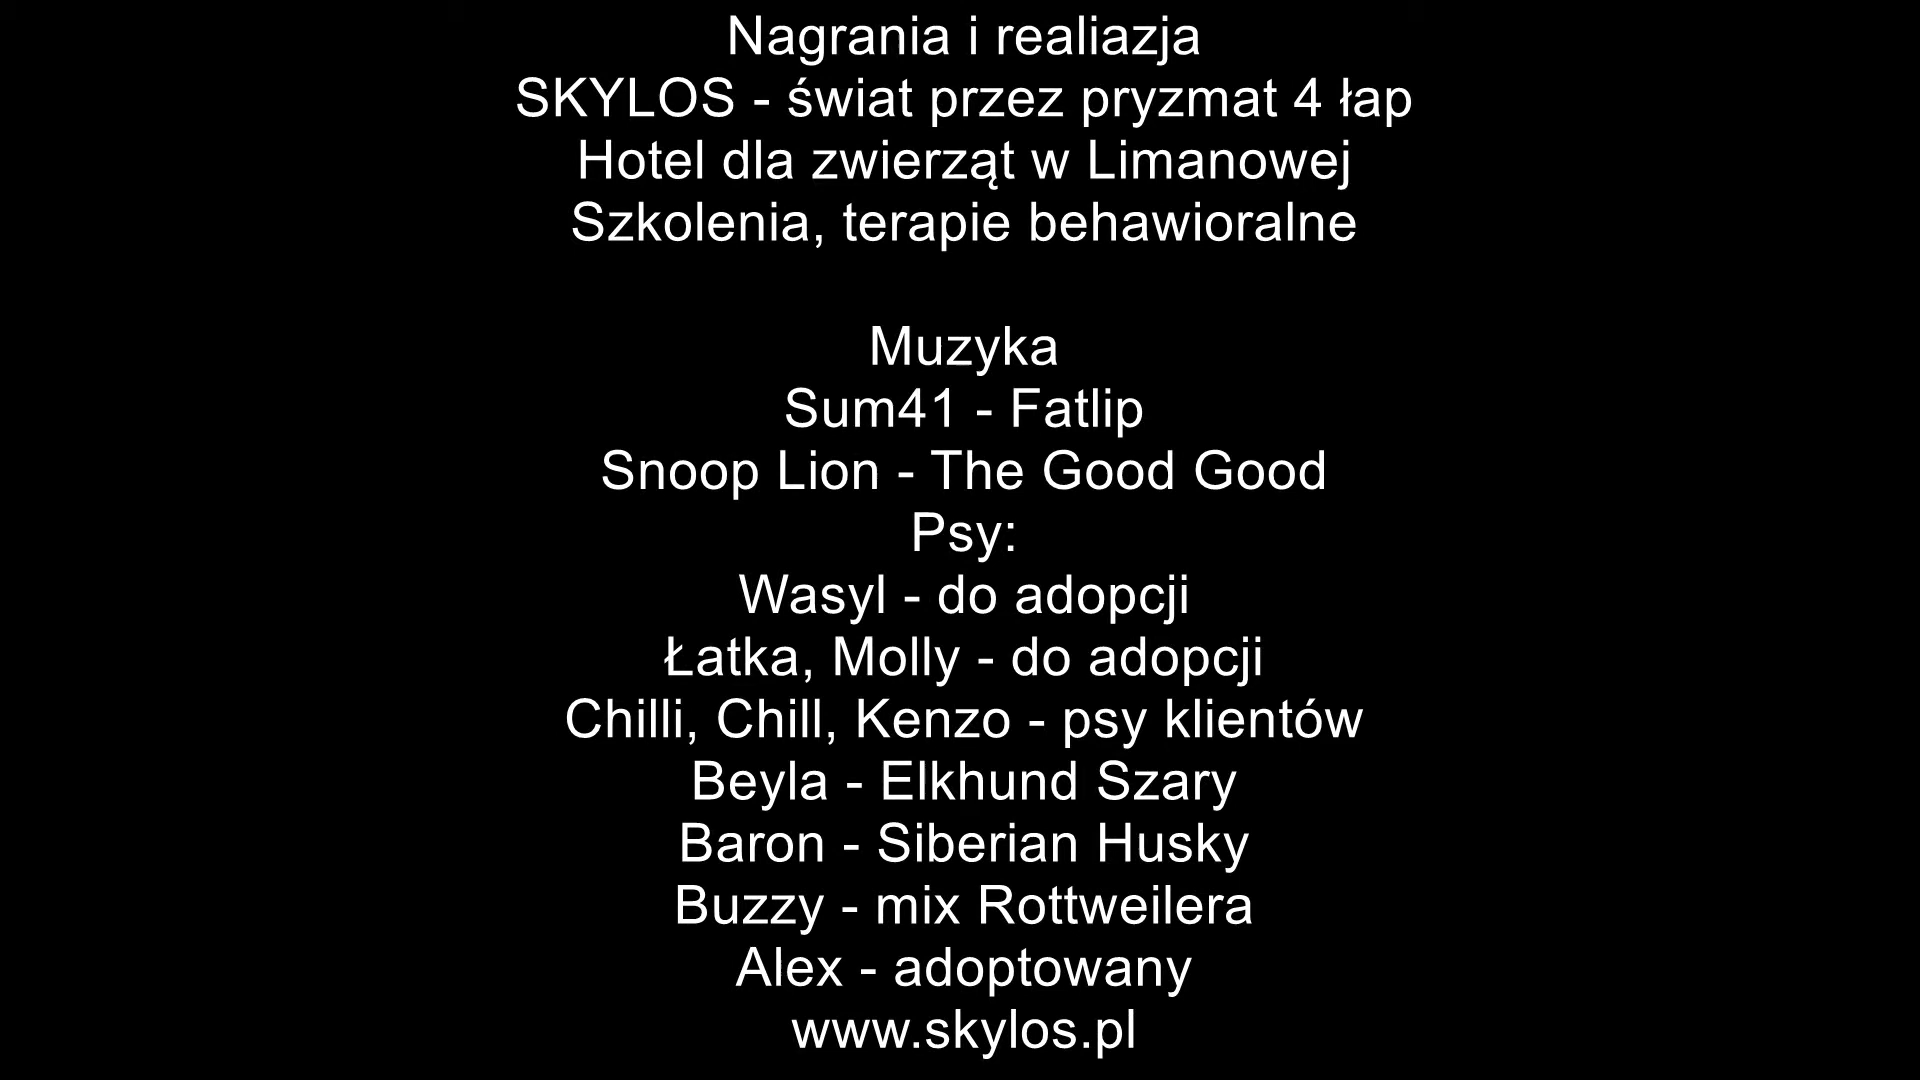 Nagrania i realiazja
SKYLOS - świat przez pryzmat 4 łap
Hotel dla zwierząt w Limanowej
Szkolenia, terapie behawioralne
Muzyka
Sum41 - Fatlip
Snoop Lion - The Good Good
Psy:
Wasyl - do adopcji
Łatka, Molly - do adopcji
Chilli, Chill, Kenzo - psy klientów
Beyla - Elkhund Szary
Baron - Siberian Husky
Buzzy - mix Rottweilera
Alex - adoptowany
www.skylos.pl